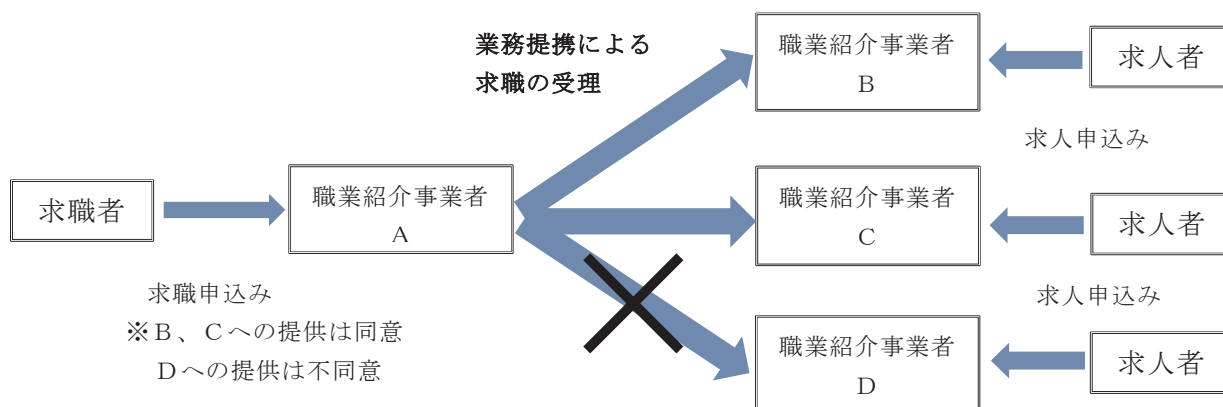 業務提携による
求職の受理
職業紹介事業者
B
求人者
求人申込み
求職者
職業紹介事業者
A
職業紹介事業者
C
求人者
求職申込み
※B、Cへの提供は同意
Dへの提供は不同意
求人申込み
職業紹介事業者
D
求人者